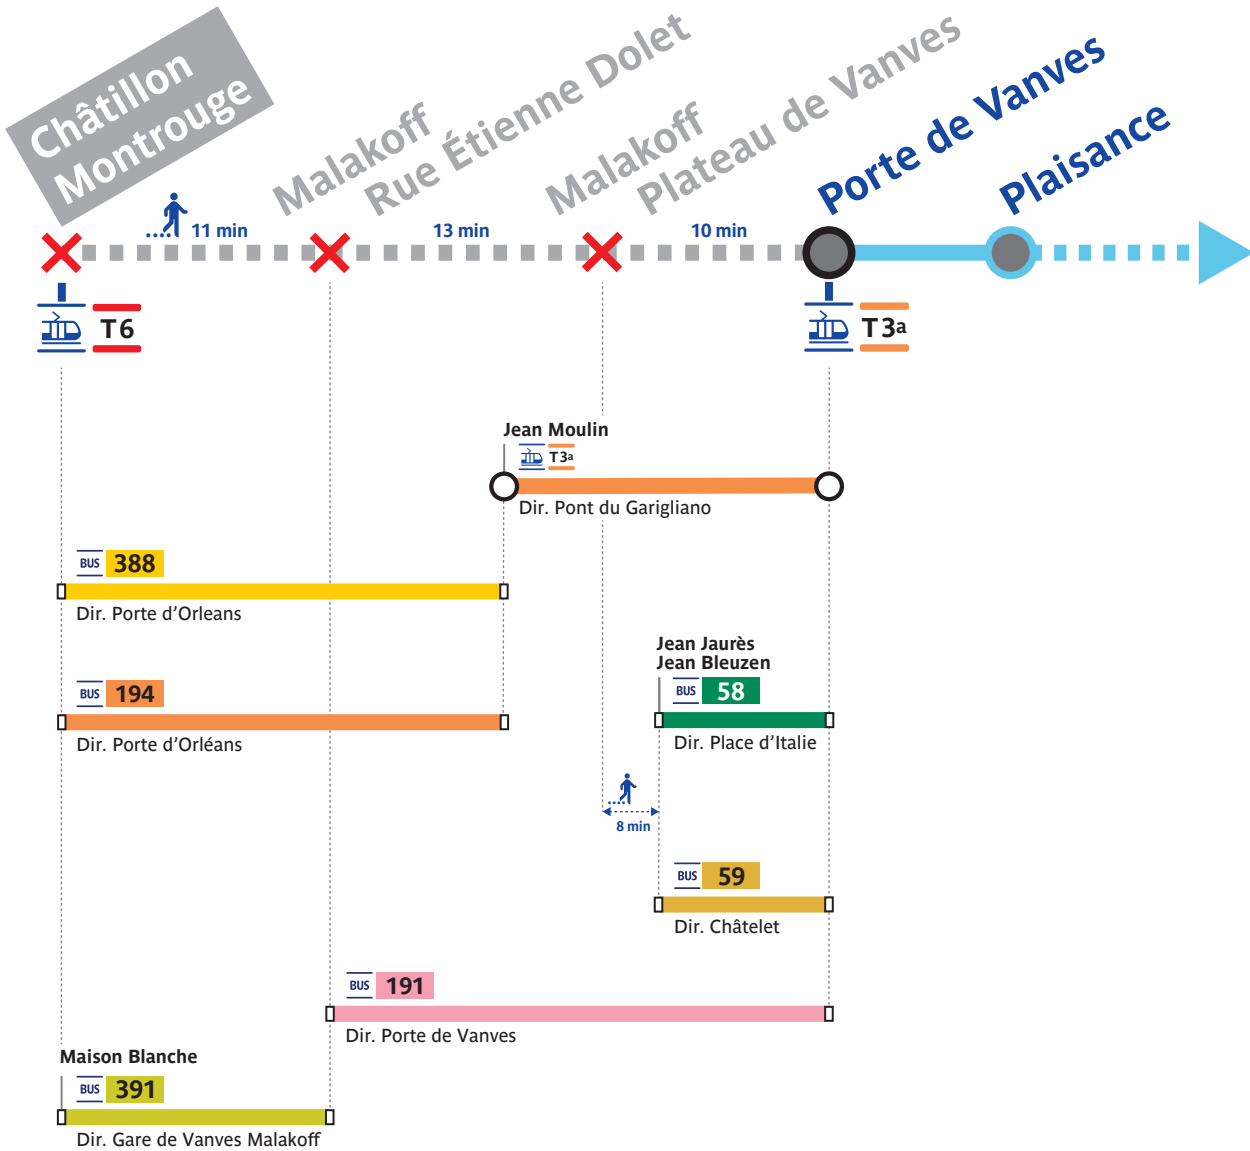 Châtillon
Montrouge
Malakoff
Rue Étienne Dolet
Malakoff
Plateau de Vanves
Porte de Vanves
Plaisance
11 min
13 min
10 min
T6
T3a
Jean Moulin
T3a
Dir. Pont du Garigliano
BUS 388
Dir. Porte d'Orleans
Jean Jaurès
Jean Bleuzen
BUS 58
Dir. Place d'Italie
BUS 194
Dir. Porte d'Orléans
8 min
BUS 59
Dir. Châtelet
BUS 191
Dir. Porte de Vanves
Maison Blanche
BUS 391
Dir. Gare de Vanves Malakoff